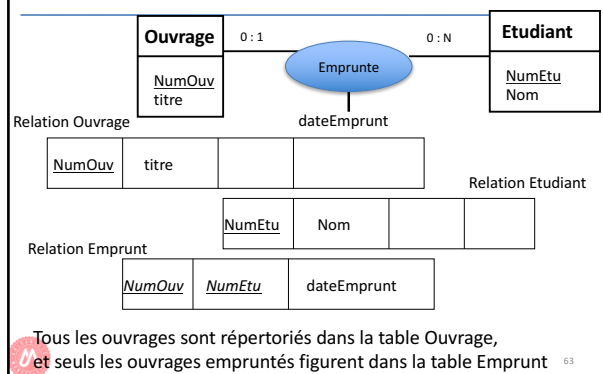 Ouvrage
0 : 1
0 : N
Etudiant
Emprunte
NumOuv
titre
NumEtu
Nom
dateEmprunt
Relation Ouvrage
NumOuv titre
Relation Etudiant
NumEtu Nom
Relation Emprunt
NumOuv NumEtu dateEmprunt
Tous les ouvrages sont répertoriés dans la table Ouvrage,
et seuls les ouvrages empruntés figurent dans la table Emprunt
63